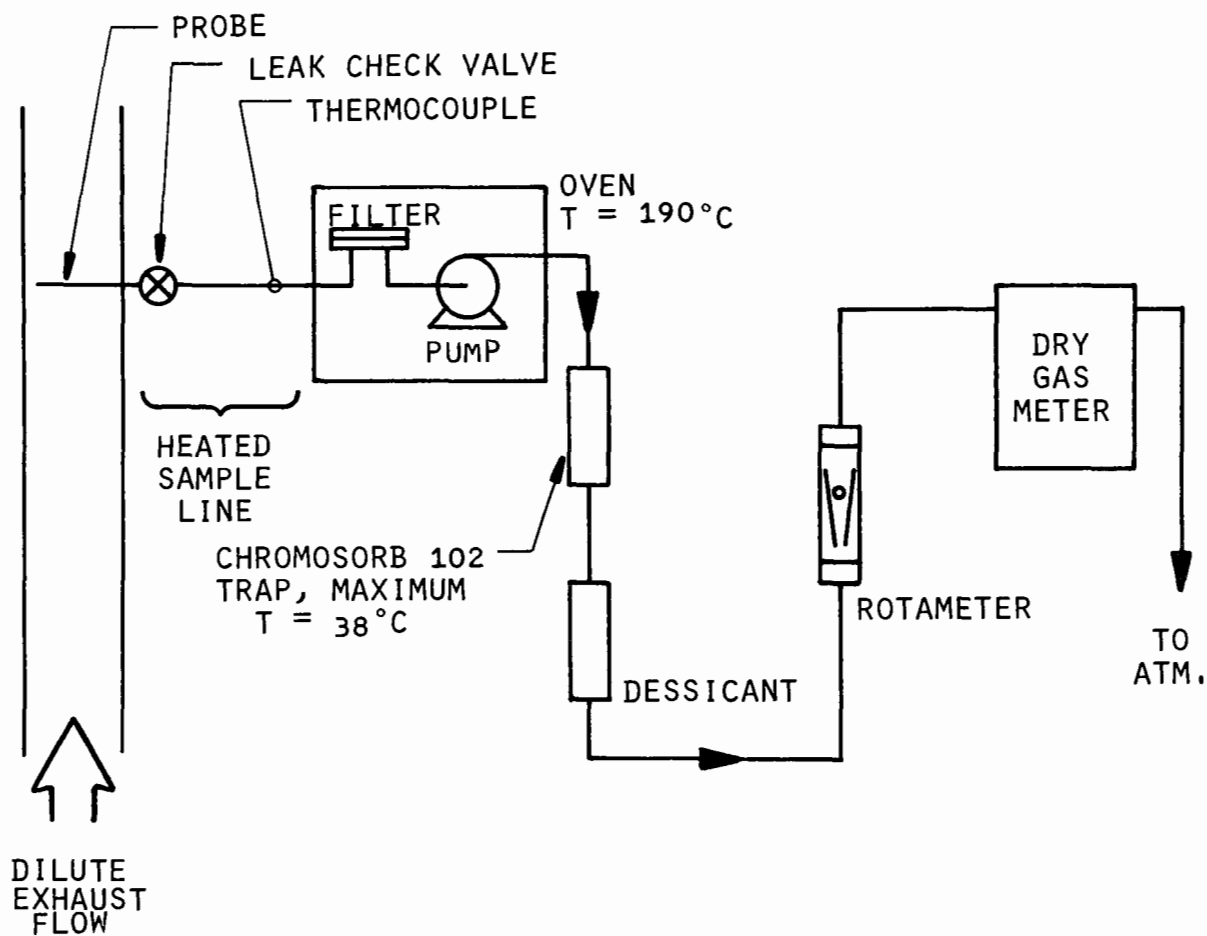 PROBE
LEAK CHECK VALVE
THERMOCOUPLE
OVEN
T = 190°C
FILTER
PUMP
HEATED
SAMPLE
LINE
CHROMOSORB 102
TRAP, MAXIMUM
T = 38°C
DESSICANT
ROTAMETER
DRY
GAS
METER
TO
ATM.
DILUTE
EXHAUST
FLOW